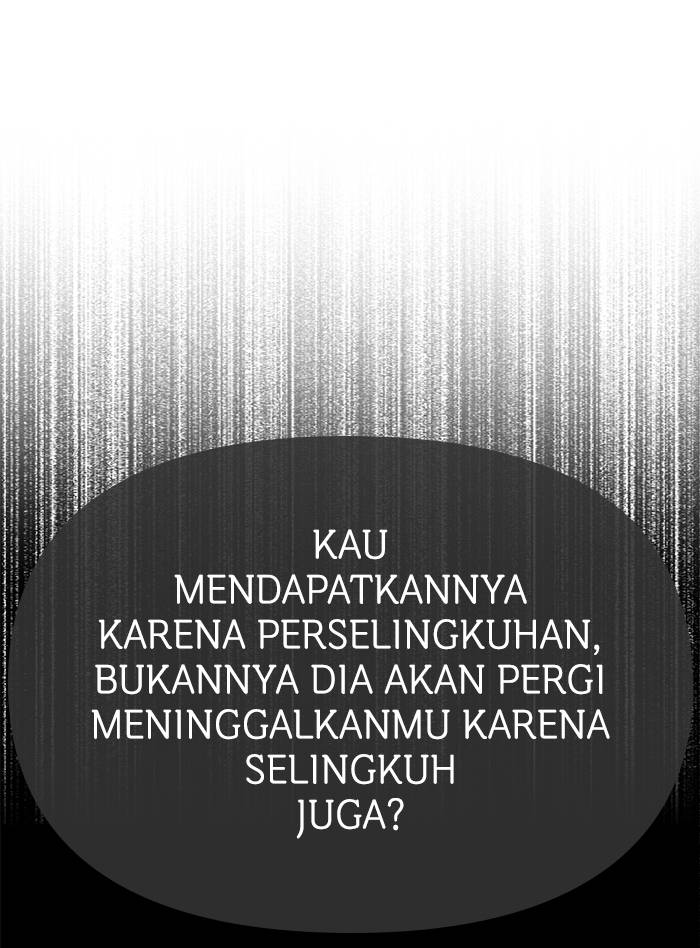 KAU
MENDAPATKANNYA
KARENA PERSELINGKUHAN,
BUKANNYA DIA AKAN PERGI
MENINGGALKANMU KARENA
SELINGKUH
JUGA?